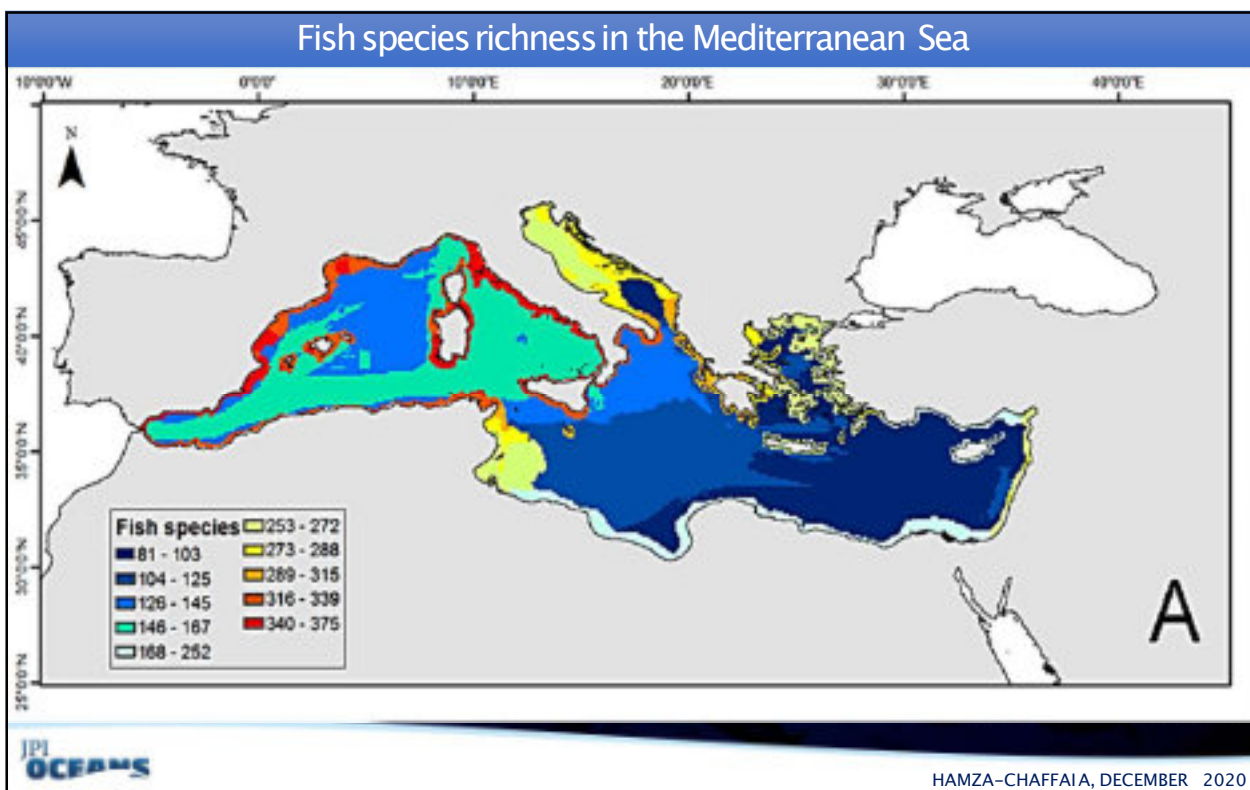 Fish species richness in the Mediterranean Sea
10°0'0"W 0°0'0" 10°0'0"E 20°0'0"E 30°0'0"E 40°0'0"E
N
45°0'0"N
40°0'0"N
35°0'0"N
30°0'0"N
25°0'0"N
Fish species
81 - 103
104 - 125
126 - 145
146 - 167
168 - 252
253 - 272
273 - 288
289 - 315
316 - 339
340 - 375
A
JPI
OCEANS
HAMZA-CHAFFAIA, DECEMBER 2020